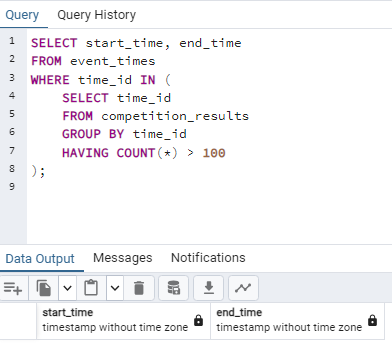 Query Query History
1 SELECT start_time, end_time
2 FROM event_times
3 WHERE time_id IN (
4 SELECT time_id
5 FROM competition_results
6 GROUP BY time_id
7 HAVING COUNT(*) > 100
8 );
9
Data Output Messages Notifications
start_time end_time
timestamp without time zone timestamp without time zone